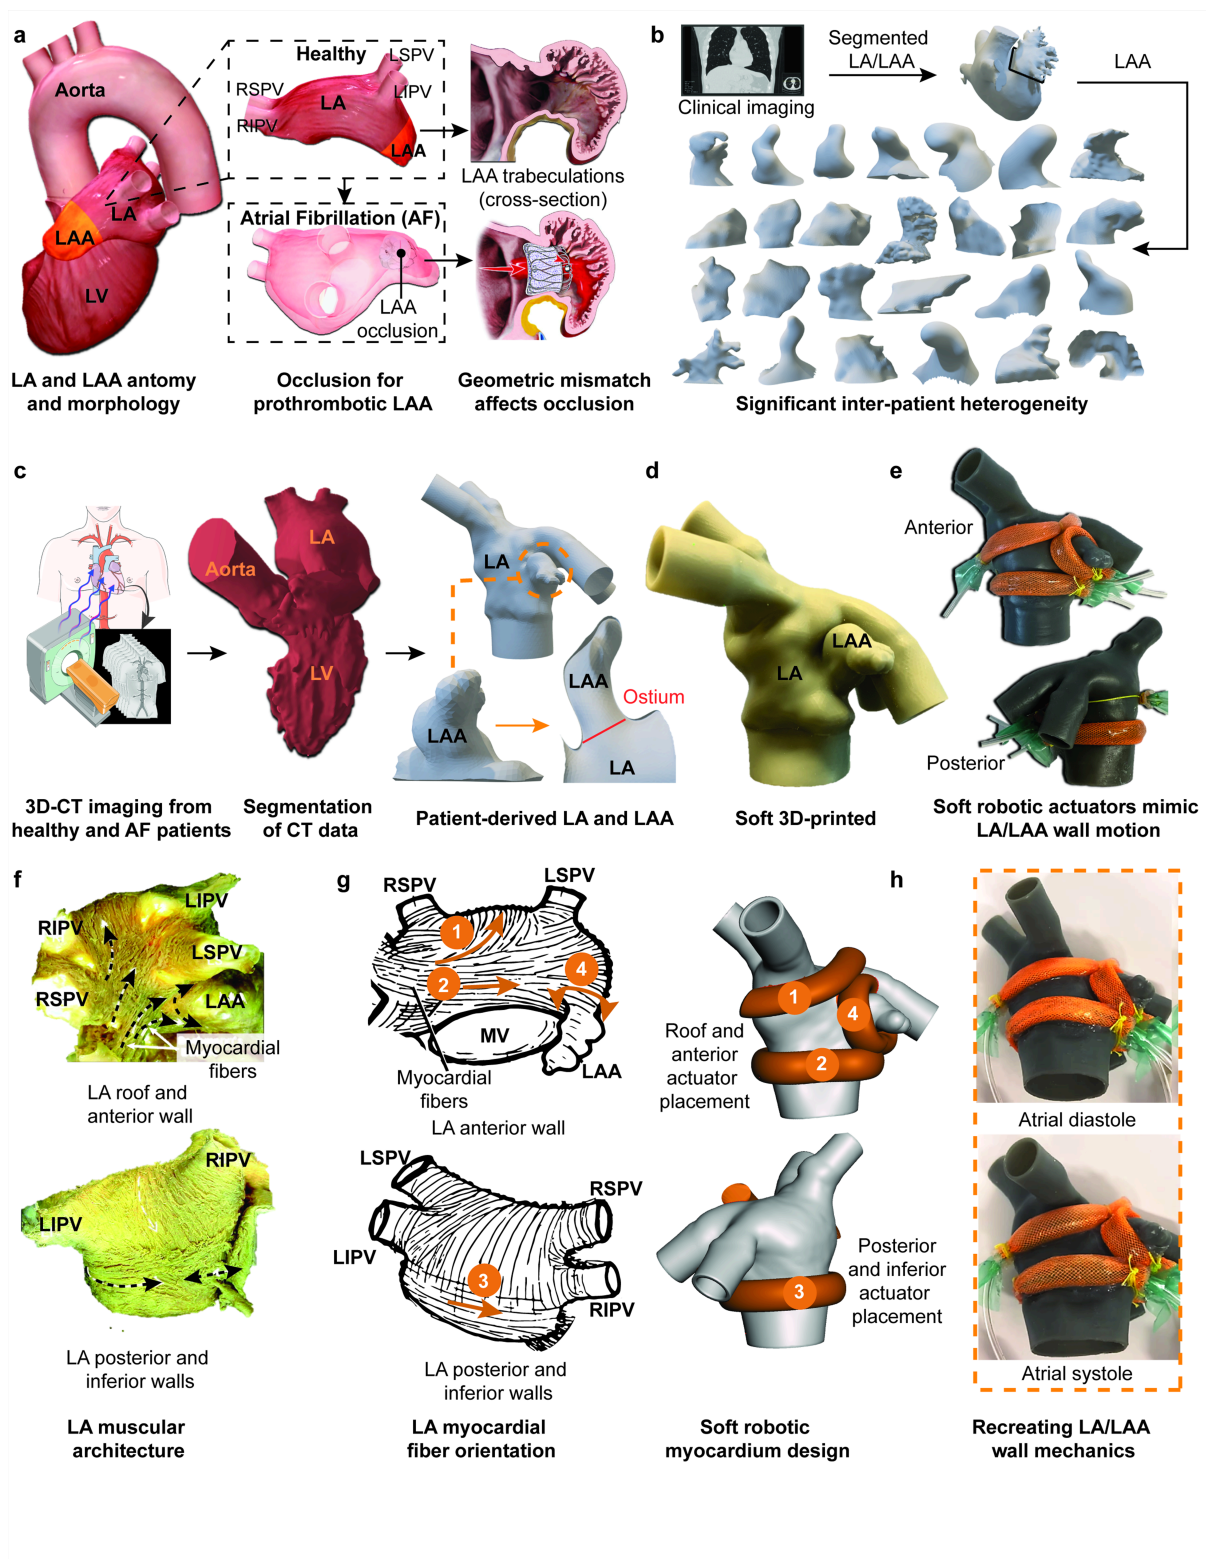 a
Aorta
LA
LAA
LV
Healthy
LSPV
RSPV
LA
LIPV
RIPV
LAA
Atrial Fibrillation (AF)
LAA
occlusion
LAA trabeculations
(cross-section)
LA and LAA antomy
and morphology
Occlusion for
prothrombotic LAA
Geometric mismatch
affects occlusion
b
Clinical imaging
Segmented
LA/LAA
LAA
Significant inter-patient heterogeneity
c
Aorta
LA
LV
LA
LAA
LAA
Ostium
LA
3D-CT imaging from
healthy and AF patients
Segmentation
of CT data
Patient-derived LA and LAA
d
LAA
LA
Soft 3D-printed
e
Anterior
Posterior
Soft robotic actuators mimic
LA/LAA wall motion
f
LIPV
RIPV
LSPV
RSPV
LAA
Myocardial
fibers
LA roof and
anterior wall
RIPV
LIPV
LA posterior and
inferior walls
LA muscular
architecture
g
RSPV
LSPV
1
2
4
MV
Myocardial
fibers
LAA
LA anterior wall
LSPV
RSPV
LIPV
3
RIPV
LA posterior and
inferior walls
LA myocardial
fiber orientation
1
4
2
Roof and
anterior
actuator
placement
3
Posterior
and inferior
actuator
placement
Soft robotic
myocardium design
h
Atrial diastole
Atrial systole
Recreating LA/LAA
wall mechanics